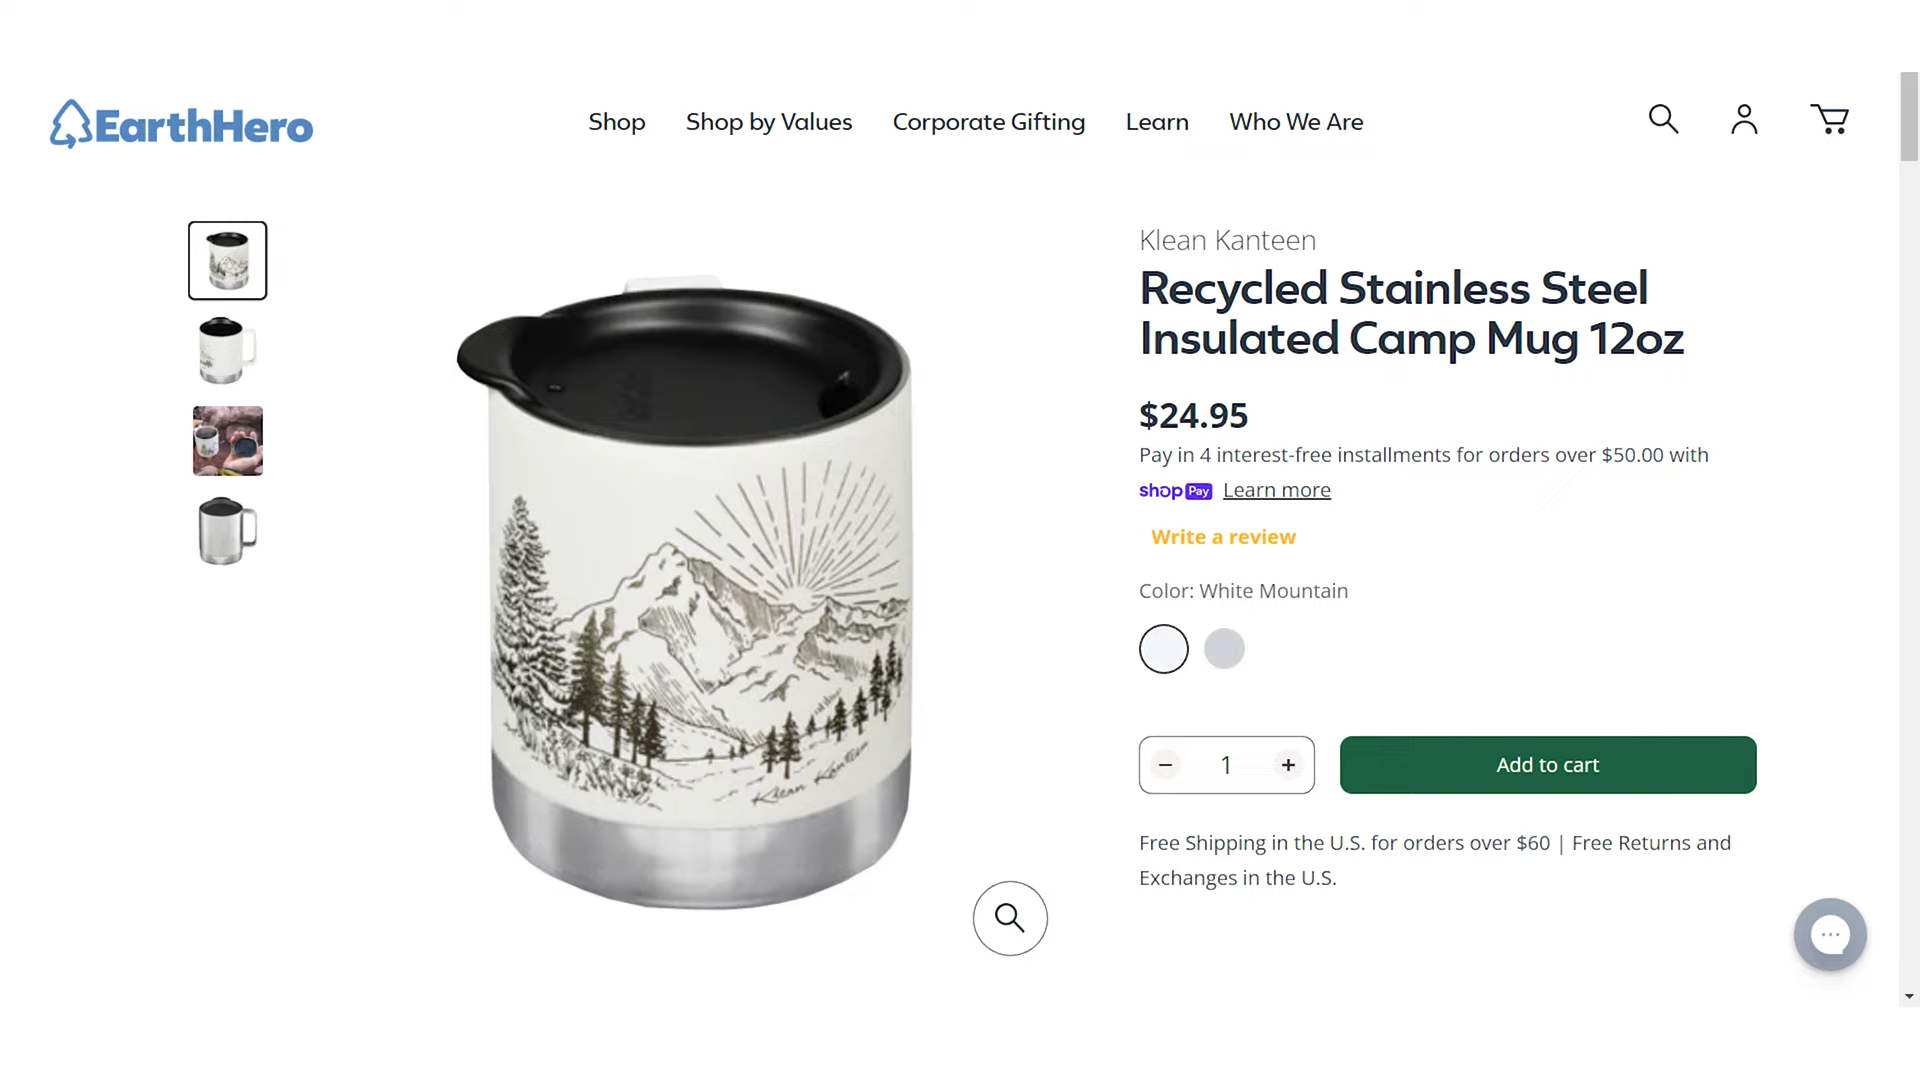 EarthHero
Shop
Shop by Values
Corporate Gifting
Learn
Who We Are
Klean Kanteen
Recycled Stainless Steel
Insulated Camp Mug 12oz
$24.95
Pay in 4 interest-free installments for orders over $50.00 with
shop Pay Learn more
Write a review
Color: White Mountain
1
Add to cart
Free Shipping in the U.S. for orders over $60 | Free Returns and
Exchanges in the U.S.
Klean Kanteen